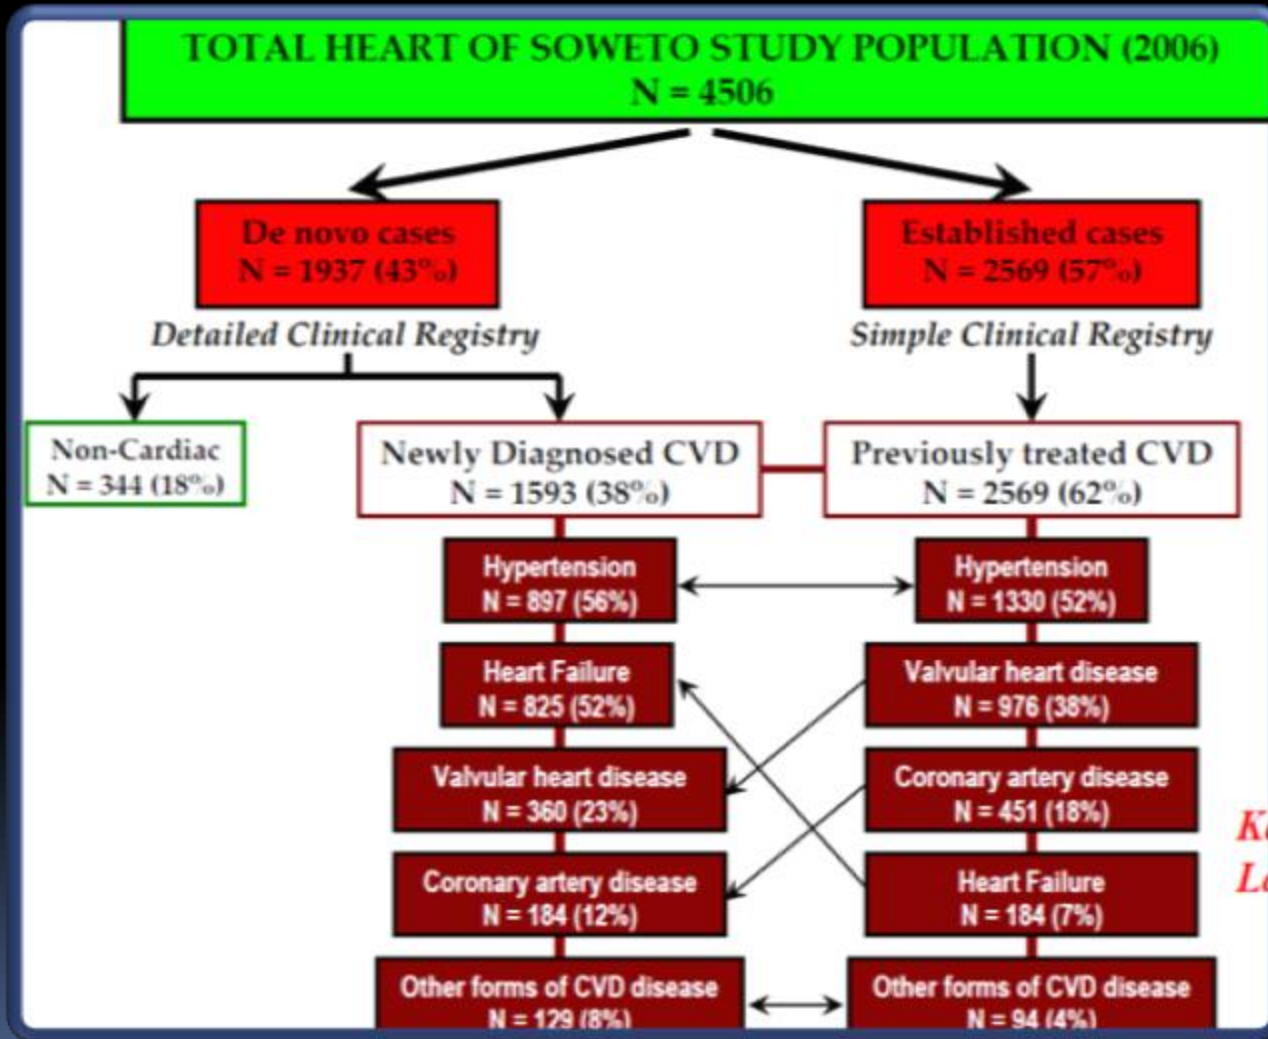 TOTAL HEART OF SOWETO STUDY POPULATION (2006)
N = 4506
De novo cases
N = 1937 (43%)
Established cases
N = 2569 (57%)
Detailed Clinical Registry
Simple Clinical Registry
Non-Cardiac
N = 344 (18%)
Newly Diagnosed CVD
N = 1593 (38%)
Previously treated CVD
N = 2569 (62%)
Hypertension
N = 897 (56%)
Hypertension
N = 1330 (52%)
Heart Failure
N = 825 (52%)
Valvular heart disease
N = 976 (38%)
Valvular heart disease
N = 360 (23%)
Coronary artery disease
N = 451 (18%)
Coronary artery disease
N = 184 (12%)
Heart Failure
N = 184 (7%)
Other forms of CVD disease
N = 129 (8%)
Other forms of CVD disease
N = 94 (4%)